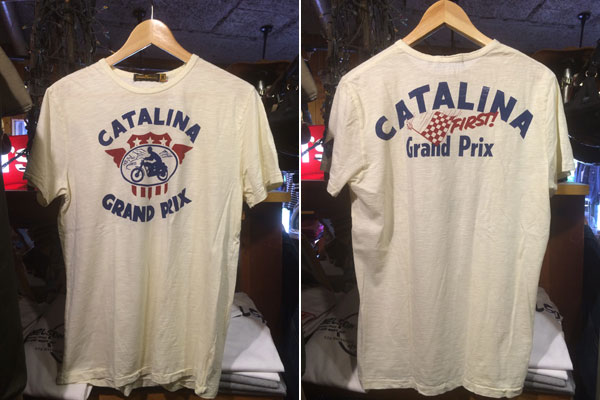 CATALINA
GRAND PRIX
CATALINA
FIRST!
Grand Prix